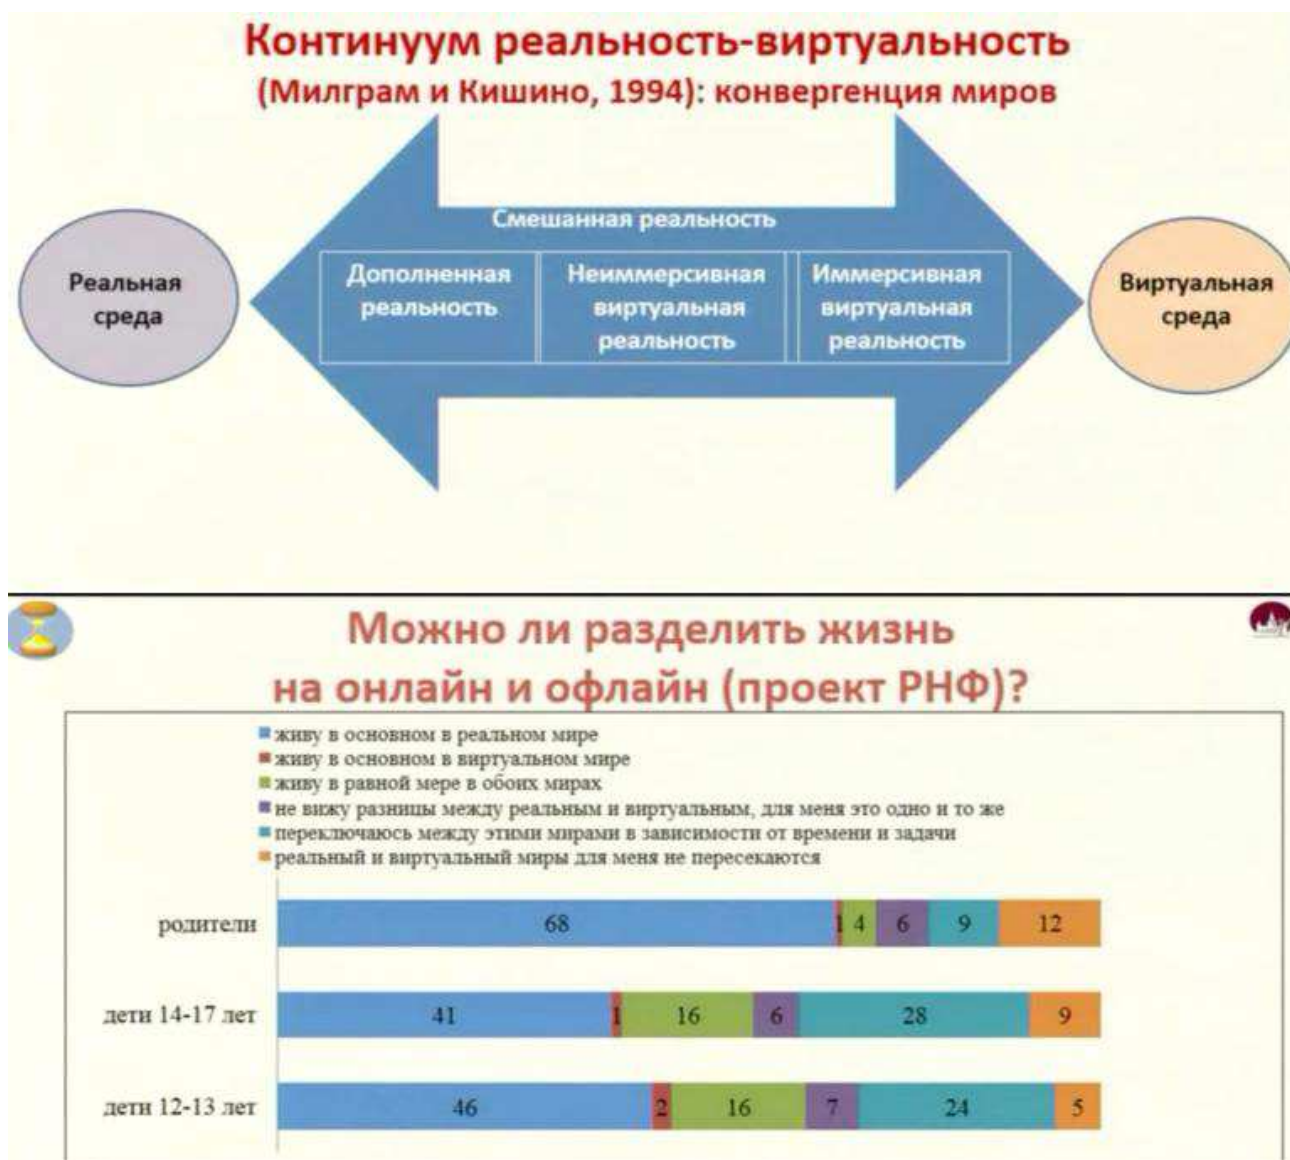 Континуум реальность-виртуальность
(Милграм и Кишино, 1994): конвергенция миров
Смешанная реальность
Реальная
среда
Дополненная
реальность
Неиммерсивная
виртуальная
реальность
Иммерсивная
виртуальная
реальность
Виртуальная
среда
Можно ли разделить жизнь
на онлайн и офлайн (проект РНФ)?
живу в основном в реальном мире
живу в основном в виртуальном мире
живу в равной мере в обоих мирах
не вижу разницы между реальным и виртуальным, для меня это одно и то же
переключаюсь между этими мирами в зависимости от времени и задачи
реальный и виртуальный миры для меня не пересекаются
родители 68 1 4 6 9 12
дети 14-17 лет 41 1 16 6 28 9
дети 12-13 лет 46 2 16 7 24 5